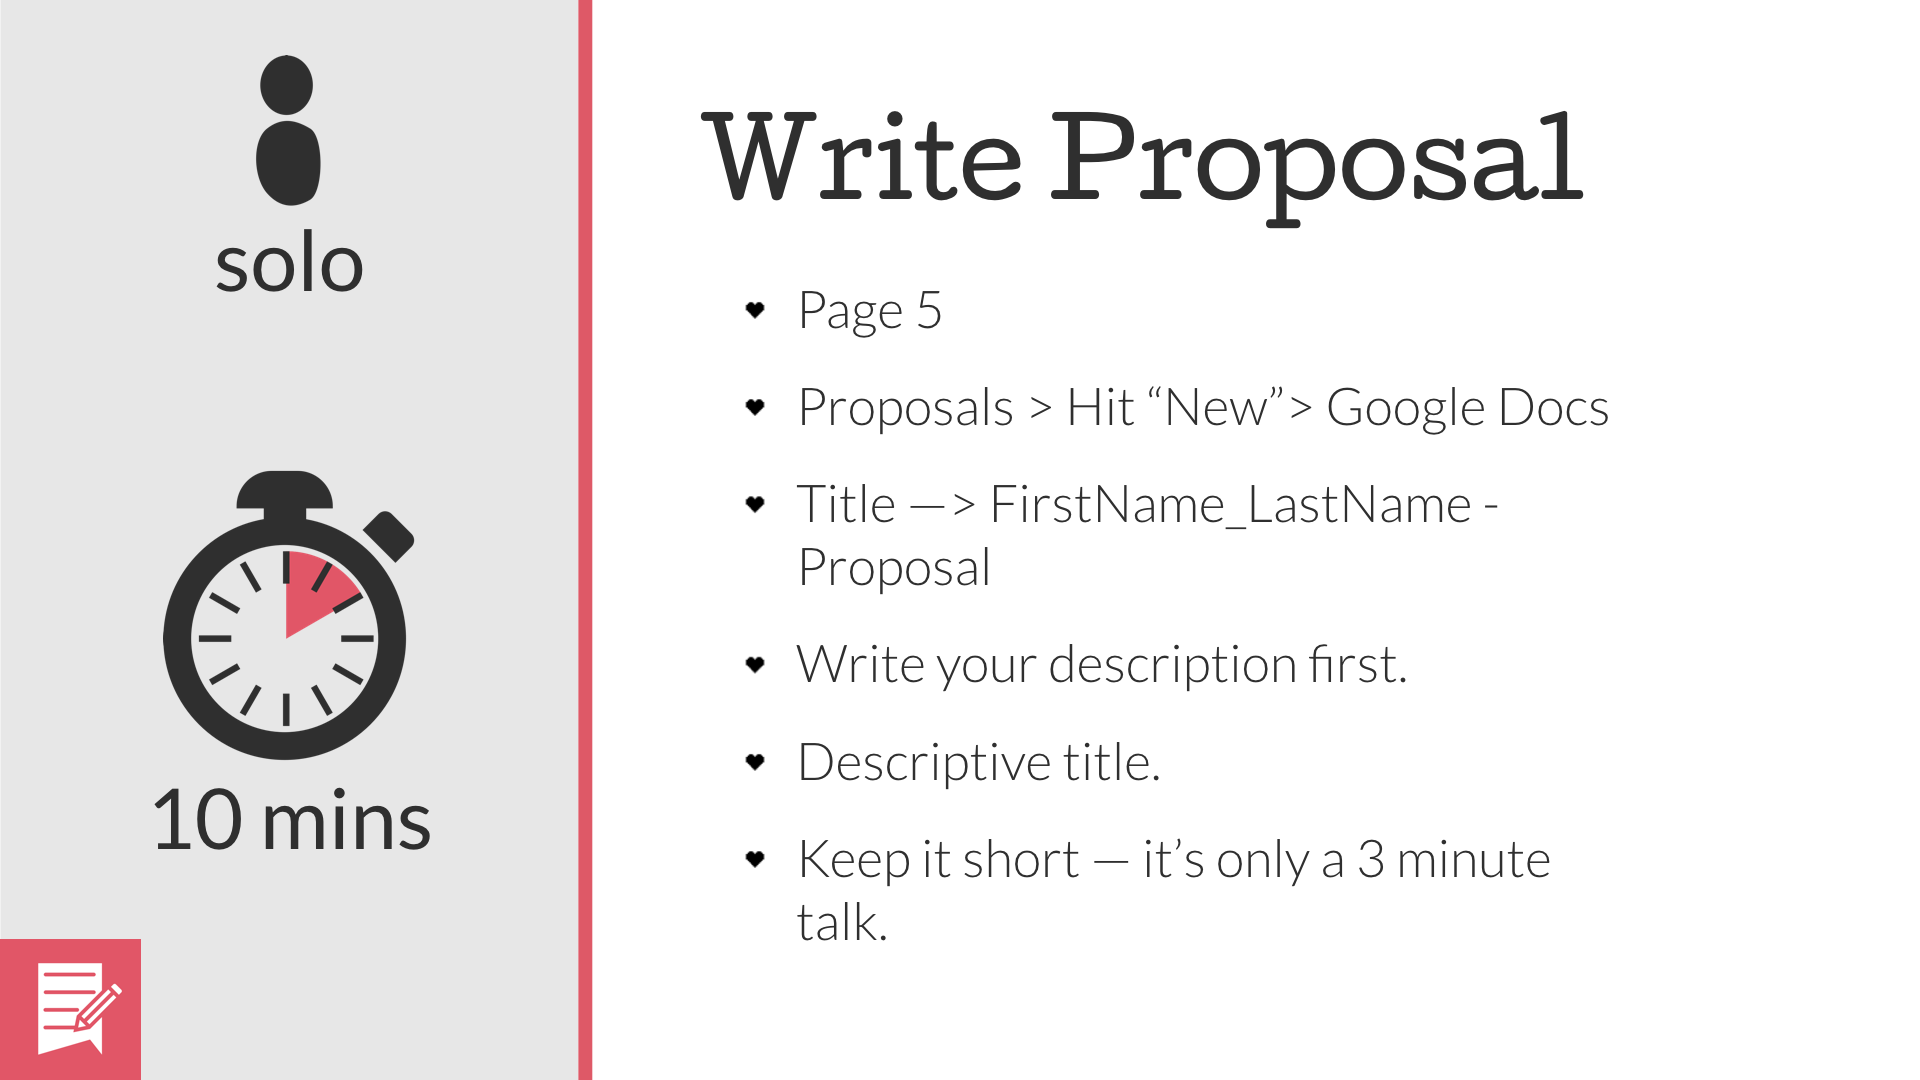 solo
10 mins
Write Proposal
Page 5
Proposals > Hit “New”> Google Docs
Title —> FirstName_LastName -
Proposal
Write your description first.
Descriptive title.
Keep it short — it’s only a 3 minute
talk.